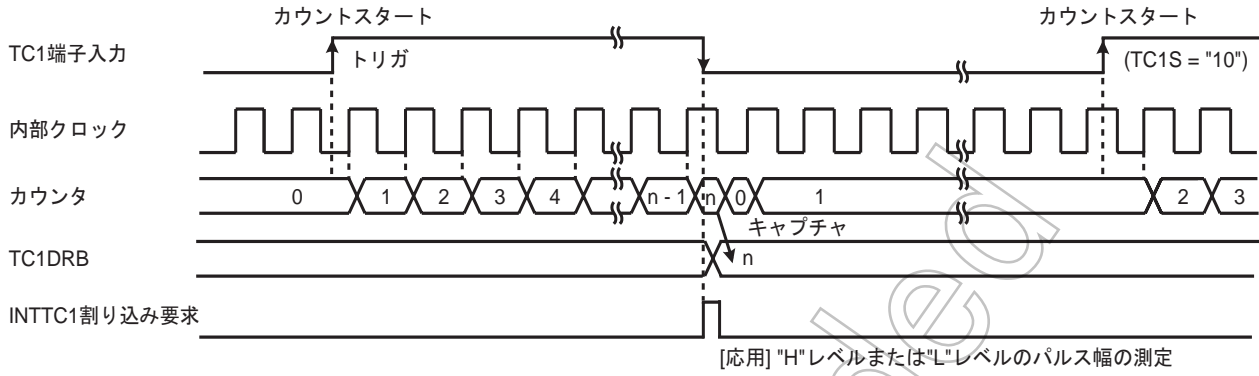 カウントスタート カウントスタート
TC1端子入力 トリガ (TC1S = "10")
内部クロック
カウンタ 0 1 2 3 4 n - 1 n 0 1 2 3
キャプチャ
TC1DRB n
INTTC1割り込み要求
[応用] "H"レベルまたは"L"レベルのパルス幅の測定